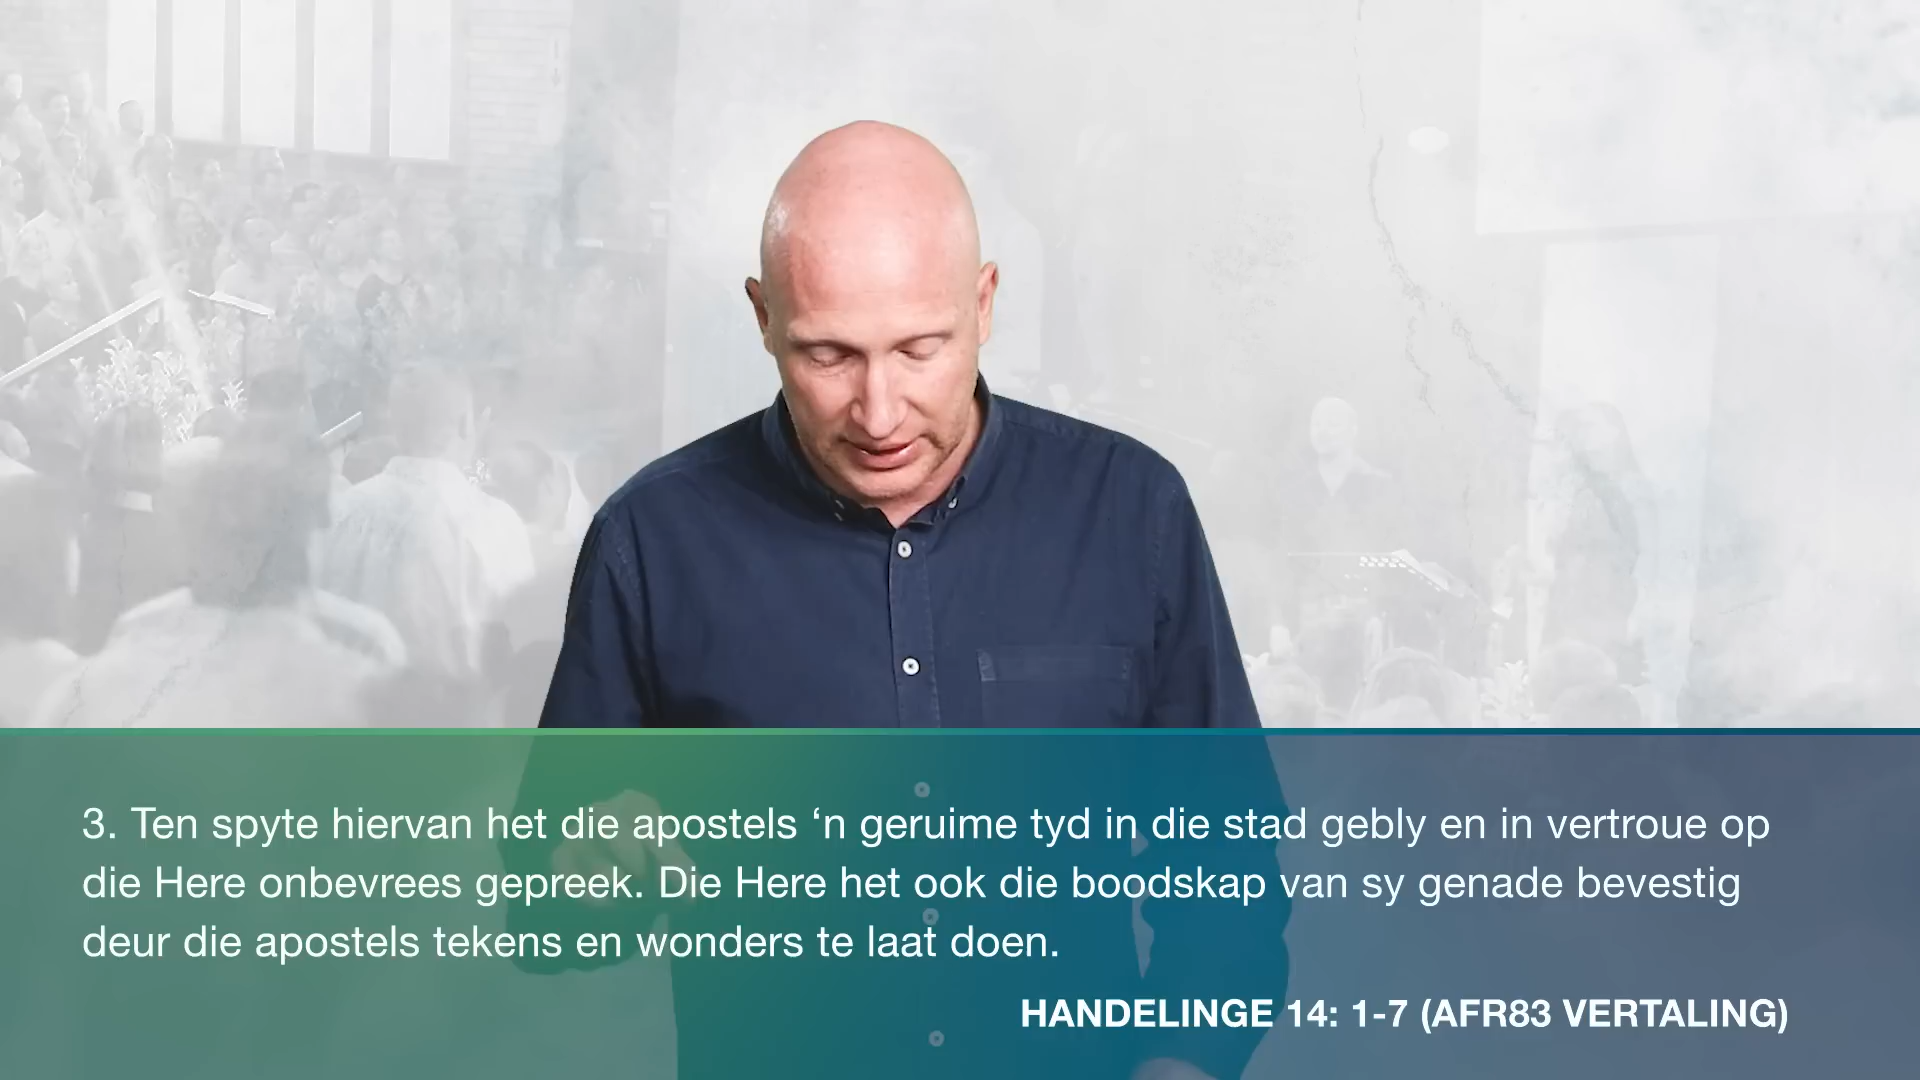 3. Ten spyte hiervan het die apostels ‘n geruime tyd in die stad gebly en in vertroue op
die Here onbevrees gepreek. Die Here het ook die boodskap van sy genade bevestig
deur die apostels tekens en wonders te laat doen.
HANDELINGE 14: 1-7 (AFR83 VERTALING)